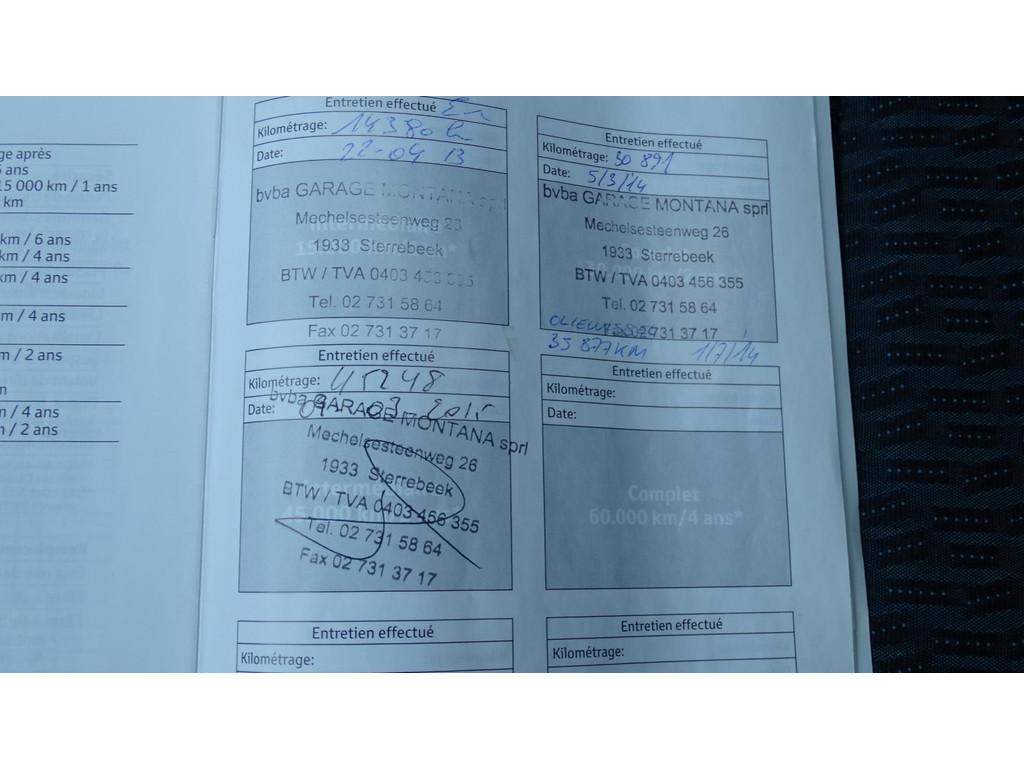 ge après
ans
15 000 km / 1 ans
km
km / 6 ans
km / 4 ans
km / 4 ans
m / 4 ans
m / 2 ans
n
m / 4 ans
m / 2 ans
Entretien effectué
Kilométrage: 14380
Date: 22-04 13
bvba GARAGE MONTANA sprl
Mechelsesteenweg 26
1933 Sterrebeek
BTW / TVA 0403 456 355
Tel. 02 731 58 64
Fax 02 731 37 17
Entretien effectué
Kilométrage: 30 891
Date: 5/3/14
bvba GARAGE MONTANA sprl
Mechelsesteenweg 26
1933 Sterrebeek
BTW / TVA 0403 456 355
Tel. 02 731 58 64
731 37 17
35 877KM 1/7/14
Entretien effectué
Kilométrage: 45248
Date: 03 2015
bvba GARAGE MONTANA sprl
Mechelsesteenweg 26
1933 Sterrebeek
BTW / TVA 0403 456 355
Tel. 02 731 58 64
Fax 02 731 37 17
Entretien effectué
Kilométrage:
Date:
Complet
60.000 km/4 ans*
Entretien effectué
Kilométrage:
Entretien effectué
Kilométrage: